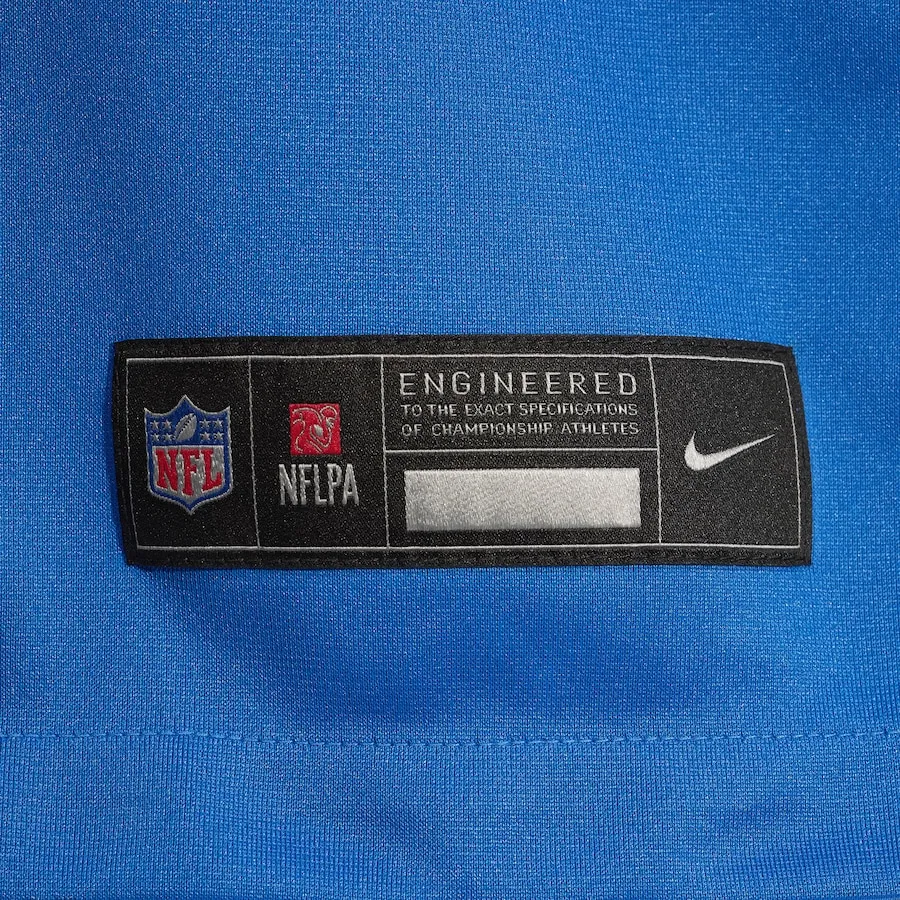 NFL
NFLPA
ENGINEERED
TO THE EXACT SPECIFICATIONS
OF CHAMPIONSHIP ATHLETES